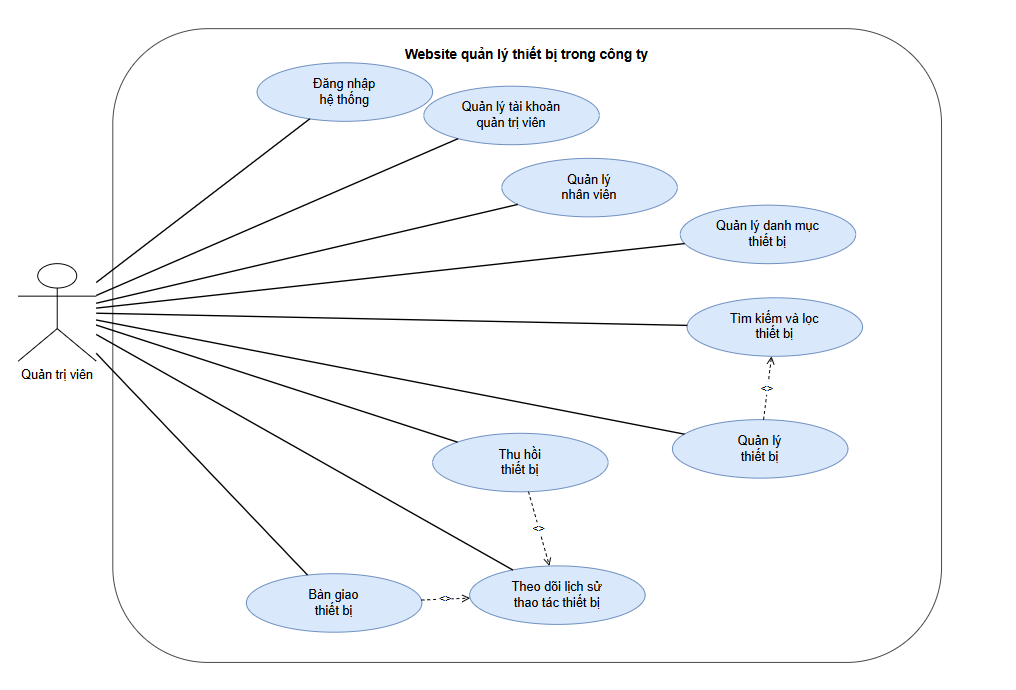 Website quản lý thiết bị trong công ty
Đăng nhập
hệ thống
Quản lý tài khoản
quản trị viên
Quản lý
nhân viên
Quản lý danh mục
thiết bị
Tìm kiếm và lọc
thiết bị
Quản trị viên
<>
Quản lý
thiết bị
Thu hồi
thiết bị
<>
Theo dõi lịch sử
thao tác thiết bị
Bàn giao
thiết bị
<>